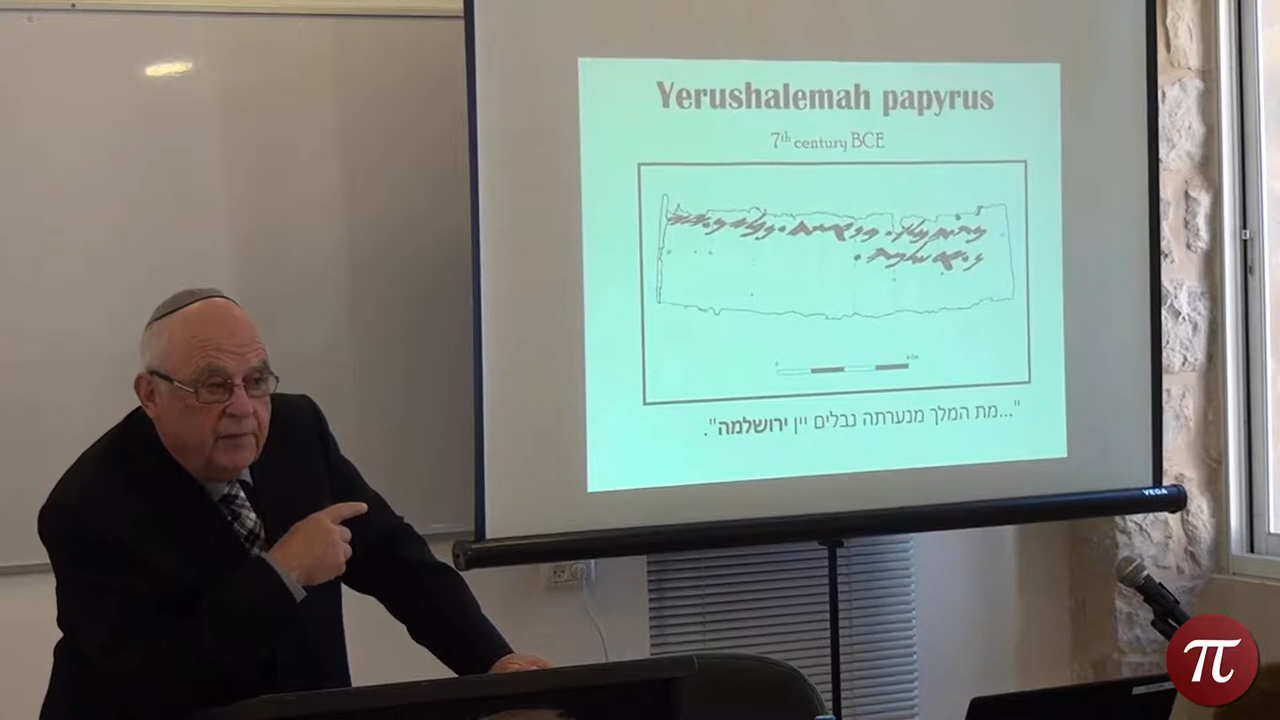 Yerushalemah papyrus
7th century BCE
"...מת המלך מנערתה נבלים יין ירושלמה".
VEGA
π